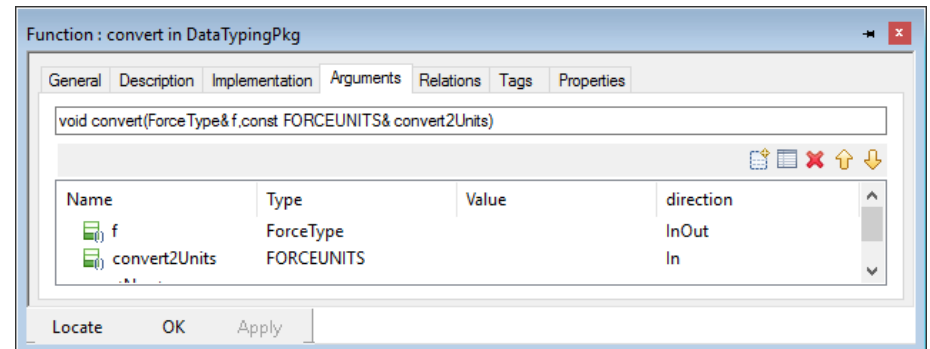 Function : convert in DataTypingPkg
x
General Description Implementation Arguments Relations Tags Properties
void convert(ForceType& f,const FORCEUNITS& convert2Units)
Name Type Value direction
f ForceType InOut
convert2Units FORCEUNITS In
Locate OK Apply